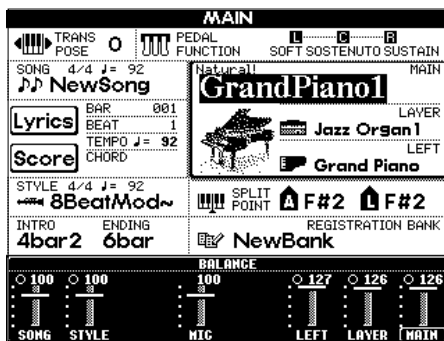 MAIN
TRANS POSE 0
PEDAL FUNCTION
L C R
SOFT SOSTENUTO SUSTAIN
SONG 4/4 ♩= 92
NewSong
Lyrics
BAR 001
BEAT 1
TEMPO ♩= 92
CHORD
Score
Natural! MAIN
GrandPiano1
LAYER
Jazz Organ1
LEFT
Grand Piano
STYLE 4/4 ♩= 92
8BeatMod~
SPLIT POINT A F#2 L F#2
INTRO ENDING
4bar2 6bar
REGISTRATION BANK
NewBank
BALANCE
100 100 100 127 126 126
SONG STYLE MIC LEFT LAYER MAIN